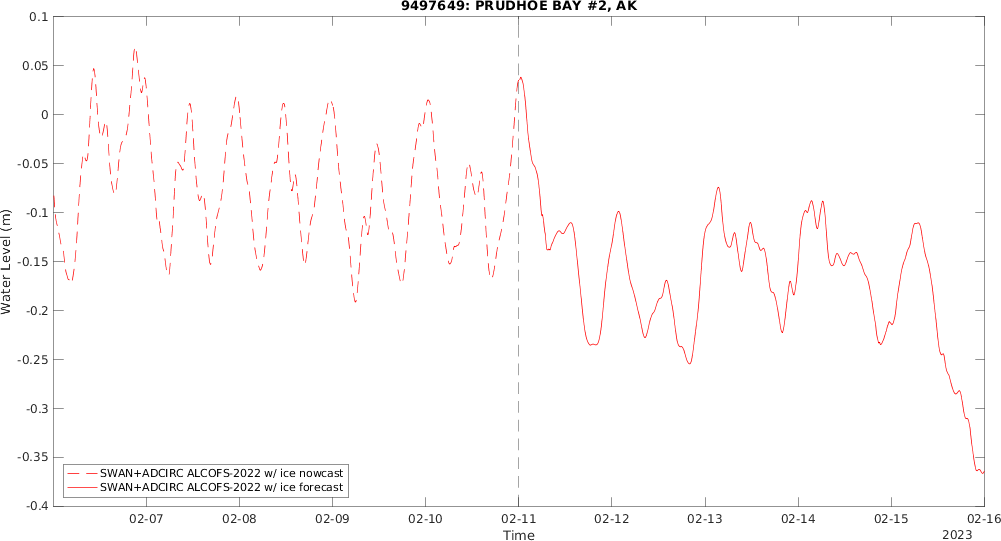 9497649: PRUDHOE BAY #2, AK
0.1
0.05
0
-0.05
-0.1
-0.15
-0.2
-0.25
-0.3
-0.35
-0.4
Water Level (m)
SWAN+ADCIRC ALCOFS-2022 w/ ice nowcast
SWAN+ADCIRC ALCOFS-2022 w/ ice forecast
02-07 02-08 02-09 02-10 02-11 02-12 02-13 02-14 02-15 02-16
Time
2023